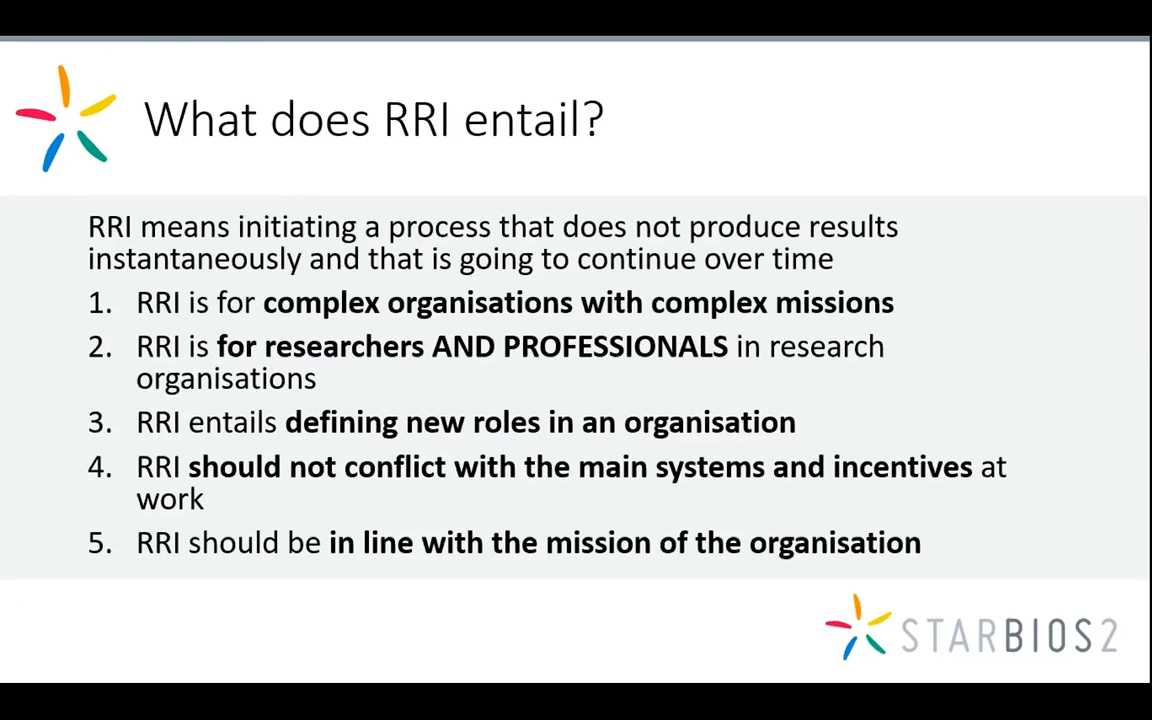 What does RRI entail?
RRI means initiating a process that does not produce results
instantaneously and that is going to continue over time
1. RRI is for complex organisations with complex missions
2. RRI is for researchers AND PROFESSIONALS in research
organisations
3. RRI entails defining new roles in an organisation
4. RRI should not conflict with the main systems and incentives at
work
5. RRI should be in line with the mission of the organisation
STARBIOS2